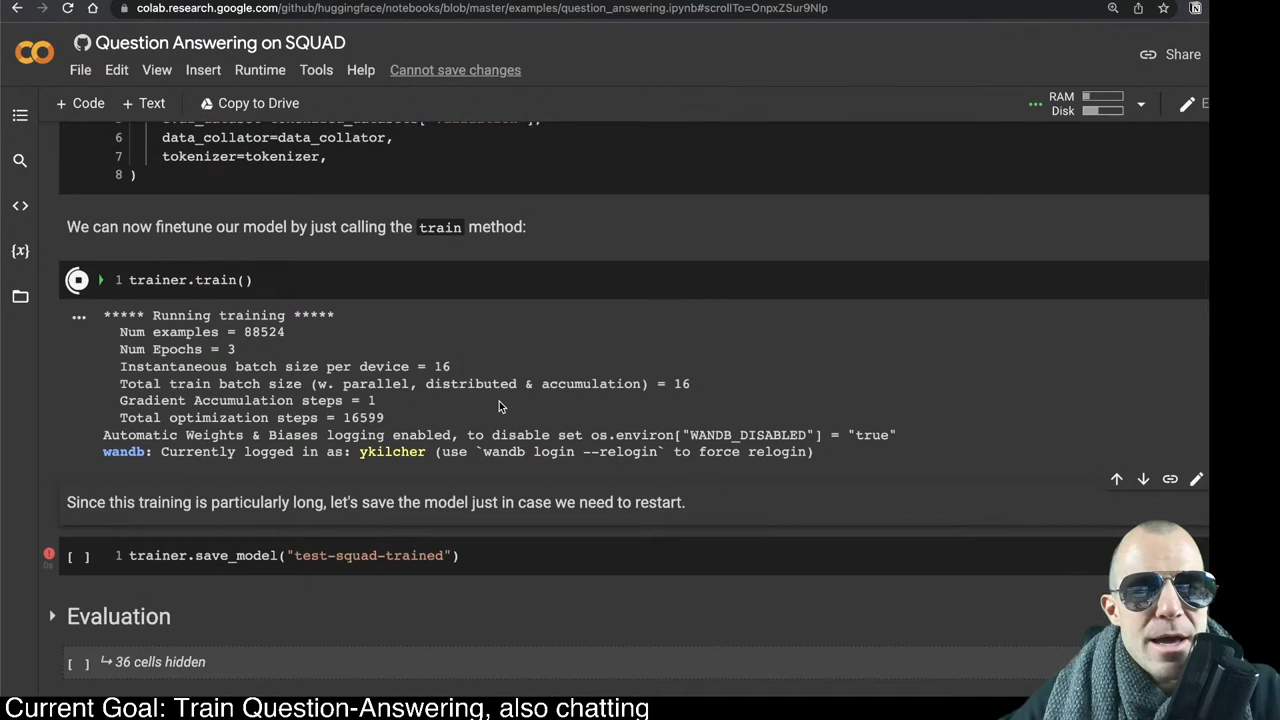 colab.research.google.com/github/huggingface/notebooks/blob/master/examples/question_answering.ipynb#scrollTo=OnpxZSur9Nlp
Question Answering on SQUAD
File Edit View Insert Runtime Tools Help Cannot save changes
Share
+ Code + Text Copy to Drive
RAM
Disk
6 data_collator=data_collator,
7 tokenizer=tokenizer,
8 )
We can now finetune our model by just calling the train method:
1 trainer.train()
... ***** Running training *****
Num examples = 88524
Num Epochs = 3
Instantaneous batch size per device = 16
Total train batch size (w. parallel, distributed & accumulation) = 16
Gradient Accumulation steps = 1
Total optimization steps = 16599
Automatic Weights & Biases logging enabled, to disable set os.environ["WANDB_DISABLED"] = "true"
wandb: Currently logged in as: ykilcher (use `wandb login --relogin` to force relogin)
Since this training is particularly long, let's save the model just in case we need to restart.
[ ] 1 trainer.save_model("test-squad-trained")
0s
Evaluation
[ ] ↳ 36 cells hidden
Current Goal: Train Question-Answering, also chatting